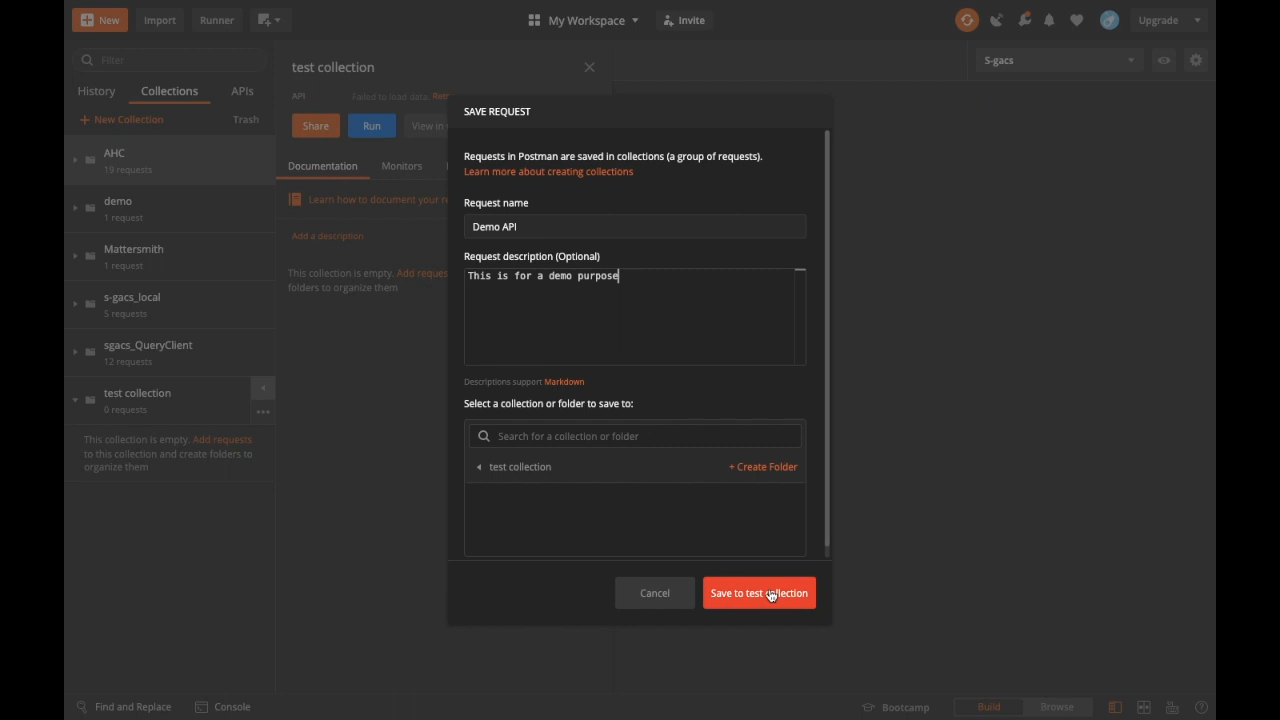 New
Import
Runner
My Workspace
Invite
Upgrade
Filter
History
Collections
APIs
New Collection
Trash
AHC
19 requests
demo
1 request
Mattersmith
1 request
s-gacs_local
5 requests
sgacs_QueryClient
12 requests
test collection
0 requests
This collection is empty. Add requests
to this collection and create folders to
organize them
test collection
API
Failed to load data.
Share
Run
View in
Documentation
Monitors
Learn how to document your
Add a description
This collection is empty. Add
folders to organize them
S-gacs
SAVE REQUEST
Requests in Postman are saved in collections (a group of requests).
Learn more about creating collections
Request name
Demo API
Request description (Optional)
This is for a demo purpose
Descriptions support Markdown
Select a collection or folder to save to:
Search for a collection or folder
test collection
+ Create Folder
Cancel
Save to test collection
Find and Replace
Console
Bootcamp
Build
Browse